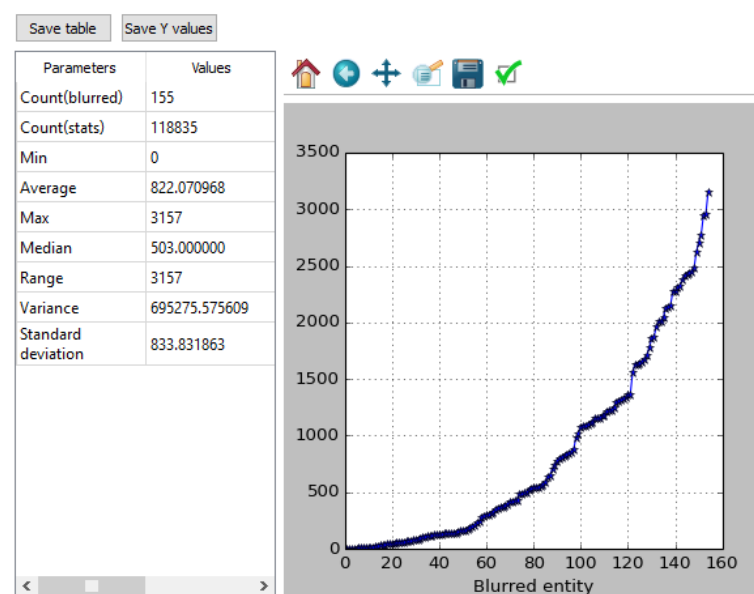 Save table Save Y values
Parameters Values
Count(blurred) 155
Count(stats) 118835
Min 0
Average 822.070968
Max 3157
Median 503.000000
Range 3157
Variance 695275.575609
Standard
deviation 833.831863
3500
3000
2500
2000
1500
1000
500
0
0 20 40 60 80 100 120 140 160
Blurred entity